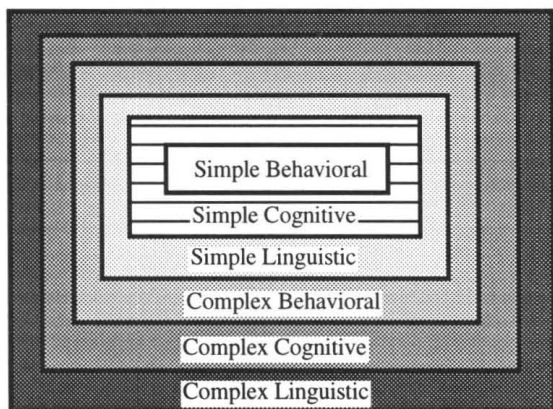 Simple Behavioral
Simple Cognitive
Simple Linguistic
Complex Behavioral
Complex Cognitive
Complex Linguistic